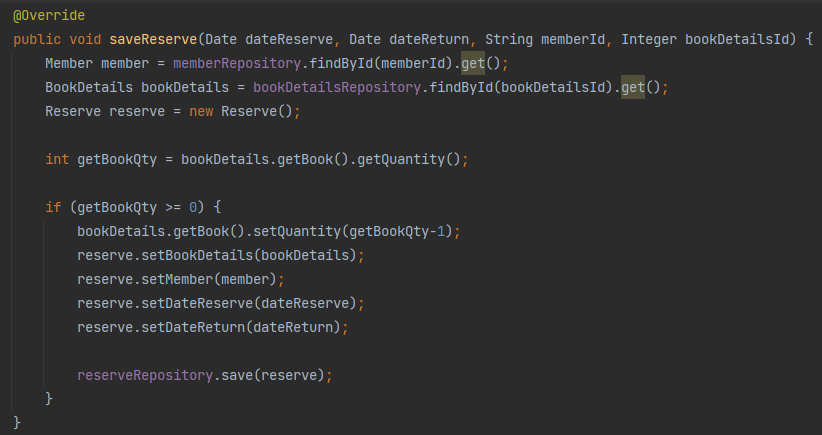 @Override
public void saveReserve(Date dateReserve, Date dateReturn, String memberId, Integer bookDetailsId) {
Member member = memberRepository.findById(memberId).get();
BookDetails bookDetails = bookDetailsRepository.findById(bookDetailsId).get();
Reserve reserve = new Reserve();
int getBookQty = bookDetails.getBook().getQuantity();
if (getBookQty >= 0) {
bookDetails.getBook().setQuantity(getBookQty-1);
reserve.setBookDetails(bookDetails);
reserve.setMember(member);
reserve.setDateReserve(dateReserve);
reserve.setDateReturn(dateReturn);
reserveRepository.save(reserve);
}
}